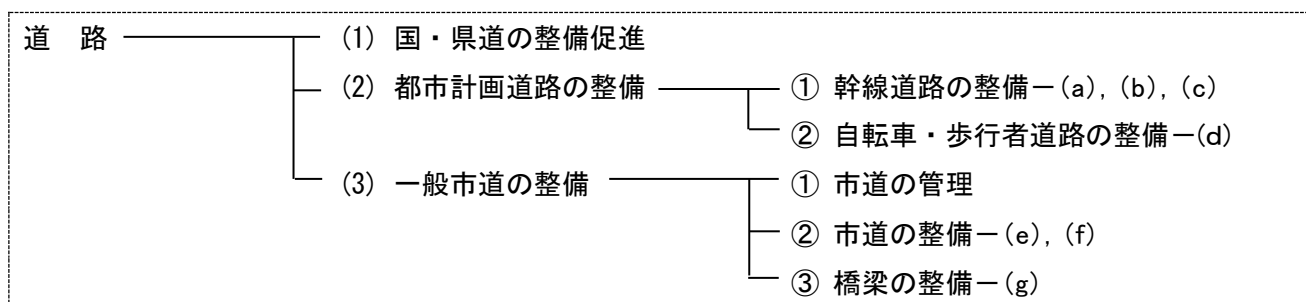 道　路　(1) 国・県道の整備促進
(2) 都市計画道路の整備　① 幹線道路の整備－(a), (b), (c)
② 自転車・歩行者道路の整備－(d)
(3) 一般市道の整備　① 市道の管理
② 市道の整備－(e), (f)
③ 橋梁の整備－(g)